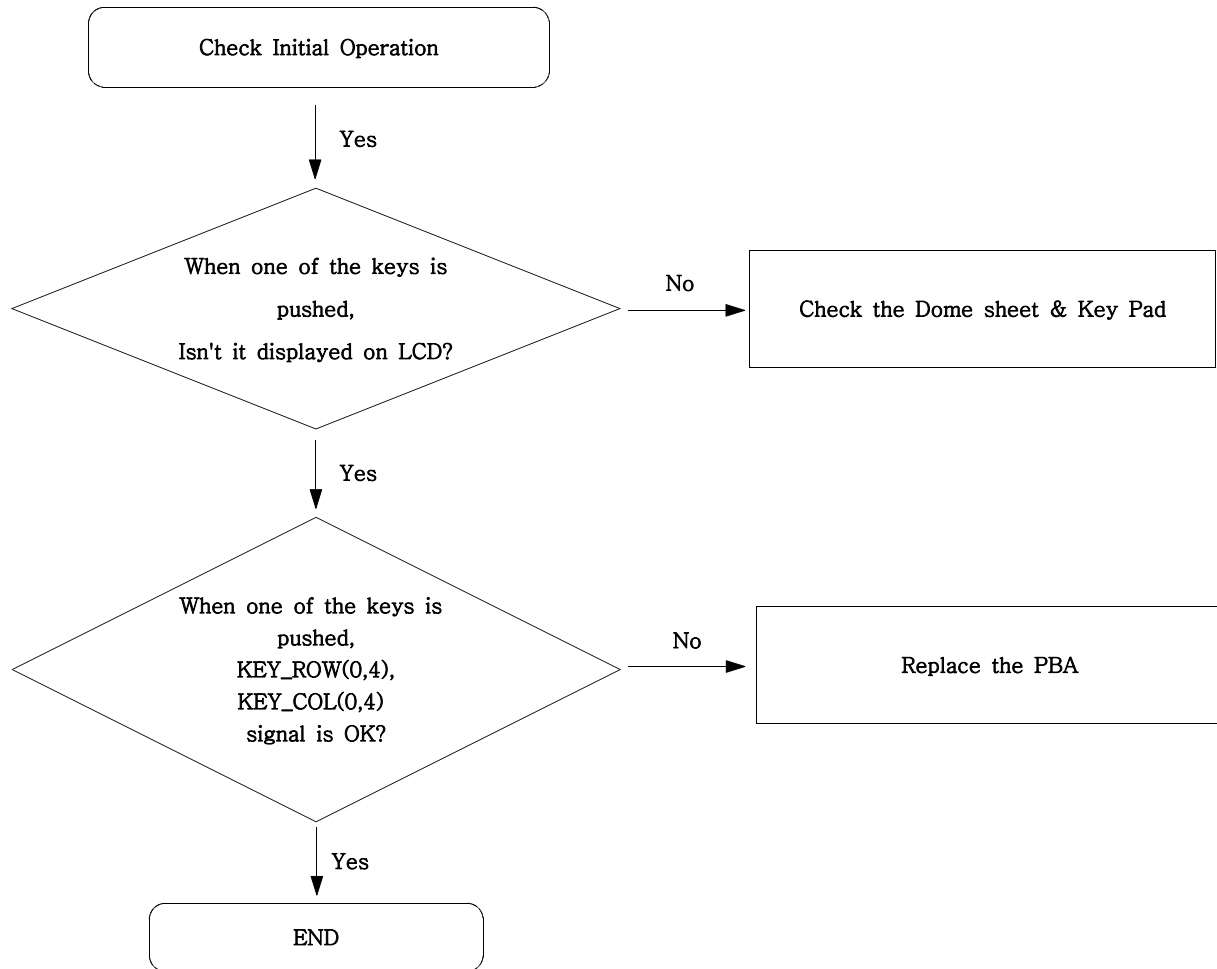 Check Initial Operation
Yes
When one of the keys is
pushed,
Isn't it displayed on LCD?
No
Check the Dome sheet & Key Pad
Yes
When one of the keys is
pushed,
KEY_ROW(0,4),
KEY_COL(0,4)
signal is OK?
No
Replace the PBA
Yes
END